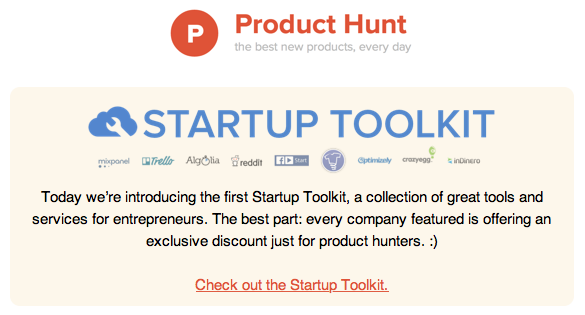 P Product Hunt
the best new products, every day
STARTUP TOOLKIT
mixpanel Trello Algolia reddit f Start Optimizely crazyegg inDinero
Today we’re introducing the first Startup Toolkit, a collection of great tools and
services for entrepreneurs. The best part: every company featured is offering an
exclusive discount just for product hunters. :)
Check out the Startup Toolkit.